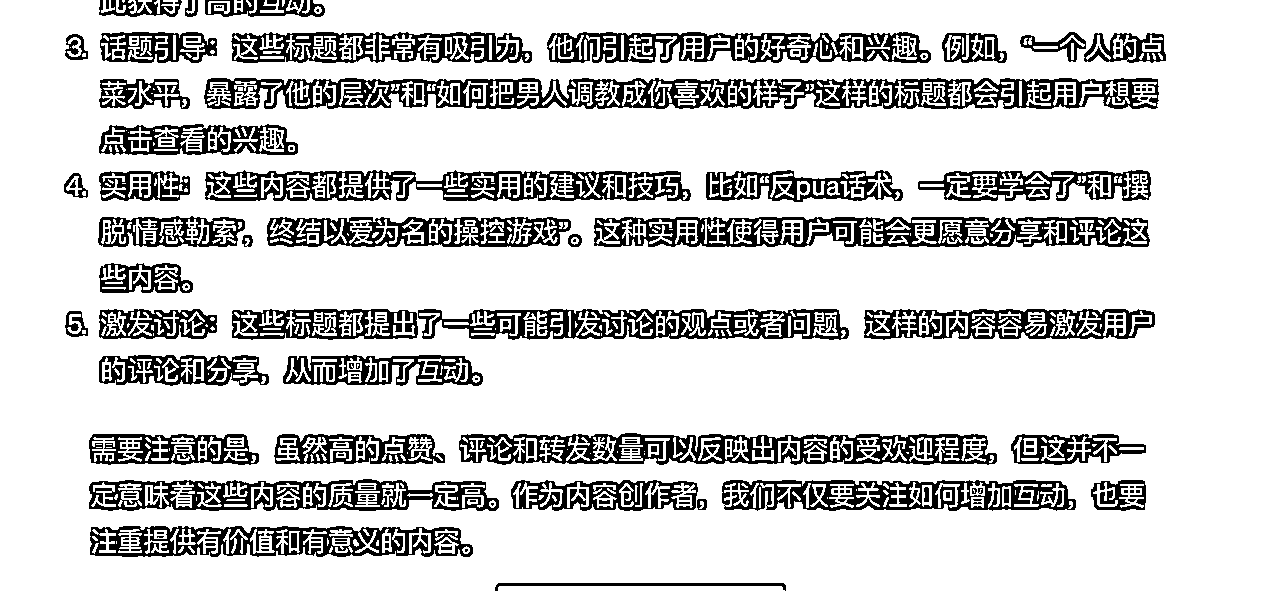 此获得了高的互动。
3. 话题引导：这些标题都非常有吸引力，他们引起了用户的好奇心和兴趣。例如，“一个人的点
菜水平，暴露了他的层次”和“如何把男人调教成你喜欢的样子”这样的标题都会引起用户想要
点击查看的兴趣。
4. 实用性：这些内容都提供了一些实用的建议和技巧，比如“反pua话术，一定要学会了”和“摆
脱‘情感勒索’，终结以爱为名的操控游戏”。这种实用性使得用户可能会更愿意分享和评论这
些内容。
5. 激发讨论：这些标题都提出了一些可能引发讨论的观点或者问题，这样的内容容易激发用户
的评论和分享，从而增加了互动。
需要注意的是，虽然高的点赞、评论和转发数量可以反映出内容的受欢迎程度，但这并不一
定意味着这些内容的质量就一定高。作为内容创作者，我们不仅要关注如何增加互动，也要
注重提供有价值和有意义的内容。